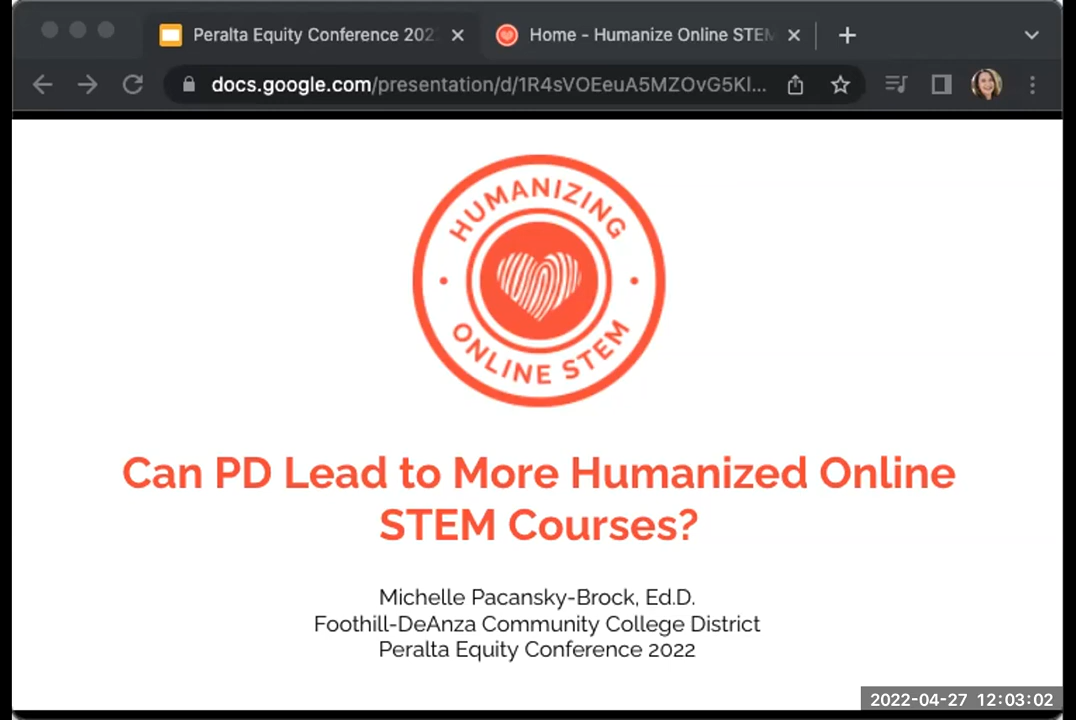 Peralta Equity Conference 202
Home - Humanize Online STEM
docs.google.com/presentation/d/1R4sVOEeuA5MZOvG5Kl...
HUMANIZING
ONLINE STEM
Can PD Lead to More Humanized Online
STEM Courses?
Michelle Pacansky-Brock, Ed.D.
Foothill-DeAnza Community College District
Peralta Equity Conference 2022
2022-04-27 12:03:02